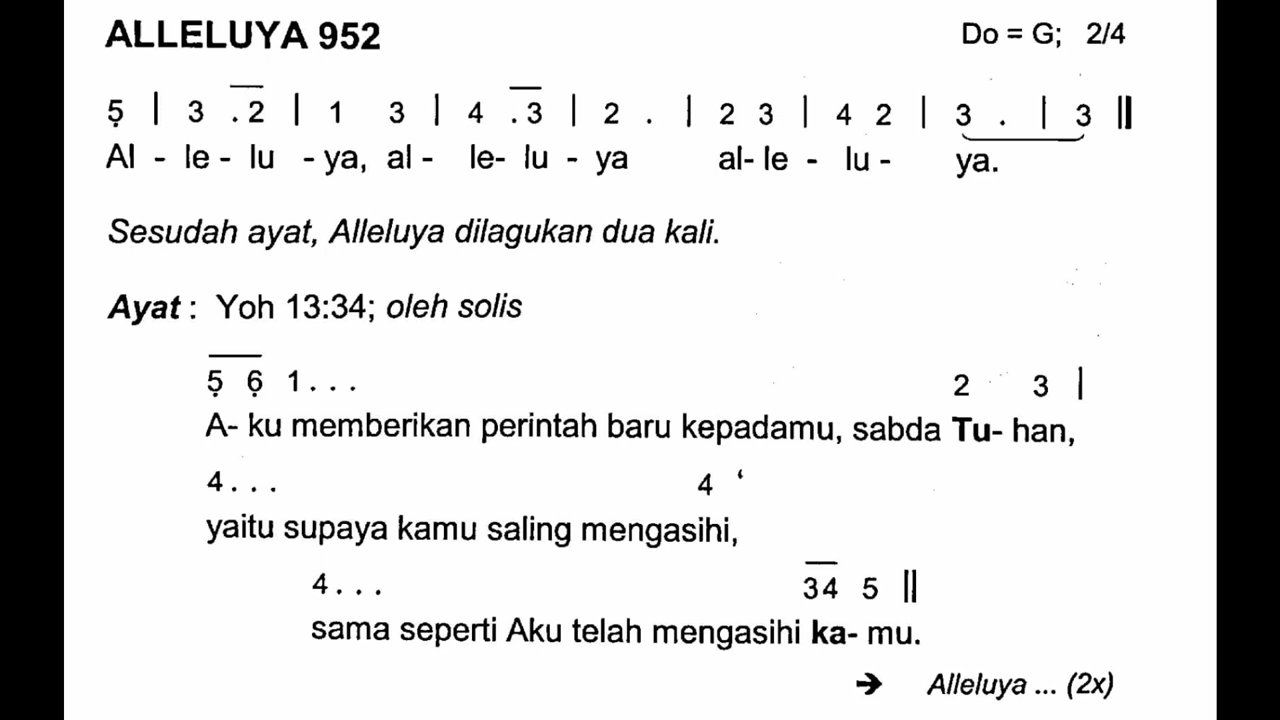 ALLELUYA 952 Do = G; 2/4
5̣ | 3 .2 | 1 3 | 4 .3 | 2 . | 2 3 | 4 2 | 3 . | 3 ||
Al - le - lu - ya, al - le- lu - ya al- le - lu - ya.
Sesudah ayat, Alleluya dilagukan dua kali.
Ayat : Yoh 13:34; oleh solis
5̣ 6̣ 1 . . . 2 3 |
A- ku memberikan perintah baru kepadamu, sabda Tu- han,
4 . . . 4 ‘
yaitu supaya kamu saling mengasihi,
4 . . . 34 5 ||
sama seperti Aku telah mengasihi ka- mu.
→ Alleluya ... (2x)